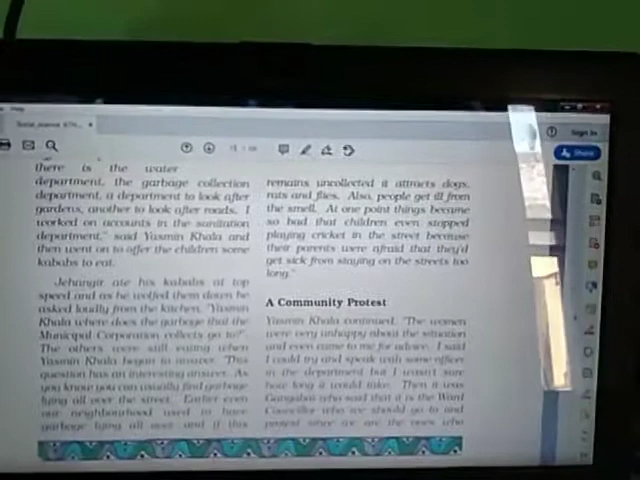 Sign In
Share
there is the water
department, the garbage collection
department, a department to look after
gardens, another to look after roads. I
worked on accounts in the sanitation
department," said Yasmin Khala and
then went on to offer the children some
kababs to eat.
Jehangir ate his kababs at top
speed and as he wolfed them down he
asked loudly from the kitchen, "Yasmin
Khala where does the garbage that the
Municipal Corporation collects go to?"
The others were still eating when
Yasmin Khala began to answer "This
question has an interesting answer. As
you know you can usually find garbage
lying all over the street. Earlier even
our neighbourhood used to have
garbage lying all over and if this
remains uncollected it attracts dogs,
rats and flies. Also, people get ill from
the smell. At one point things became
so bad that children even stopped
playing cricket in the street because
their parents were afraid that they'd
get sick from staying on the streets too
long."
A Community Protest
Yasmin Khala continued, "The women
were very unhappy about the situation
and even came to me for advice. I said
I could try and speak with some officer
in the department but I wasn't sure
how long it would take. Then it was
Gangabai who said that it is the Ward
Councillor who we should go to and
protest since we are the ones who